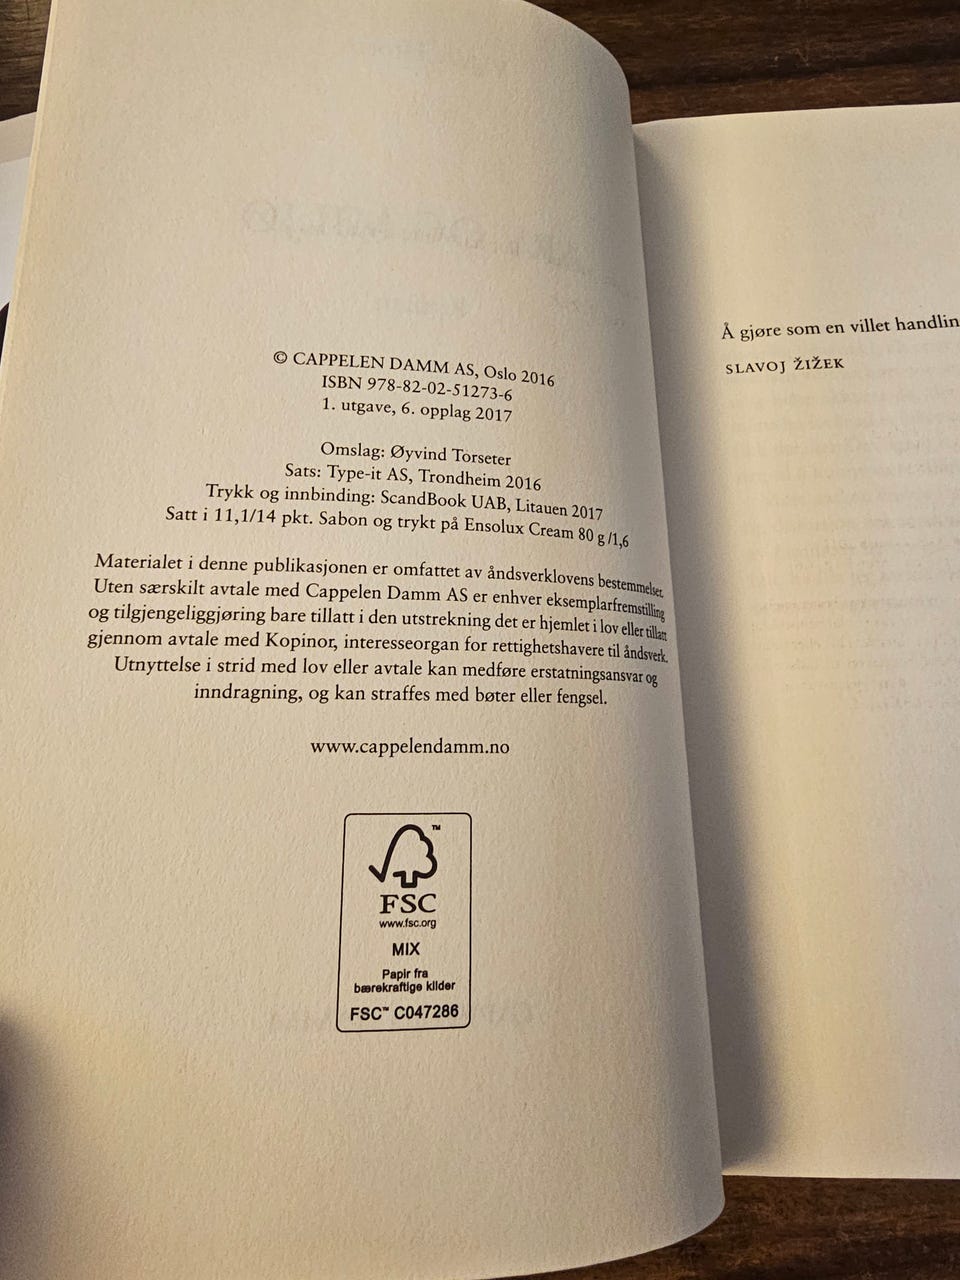 © CAPPELEN DAMM AS, Oslo 2016
ISBN 978-82-02-51273-6
1. utgave, 6. opplag 2017
Omslag: Øyvind Torseter
Sats: Type-it AS, Trondheim 2016
Trykk og innbinding: ScandBook UAB, Litauen 2017
Satt i 11,1/14 pkt. Sabon og trykt på Ensolux Cream 80 g/1,6
Materialet i denne publikasjonen er omfattet av åndsverklovens bestemmelser.
Uten særskilt avtale med Cappelen Damm AS er enhver eksemplarfremstilling
og tilgjengeliggjøring bare tillatt i den utstrekning det er hjemlet i lov eller tillatt
gjennom avtale med Kopinor, interesseorgan for rettighetshavere til åndsverk.
Utnyttelse i strid med lov eller avtale kan medføre erstatningsansvar og
inndragning, og kan straffes med bøter eller fengsel.
www.cappelendamm.no
FSC
www.fsc.org
MIX
Papir fra
bærekraftige kilder
FSC™ C047286
Å gjøre som en villet handlin
SLAVOJ ŽIŽEK